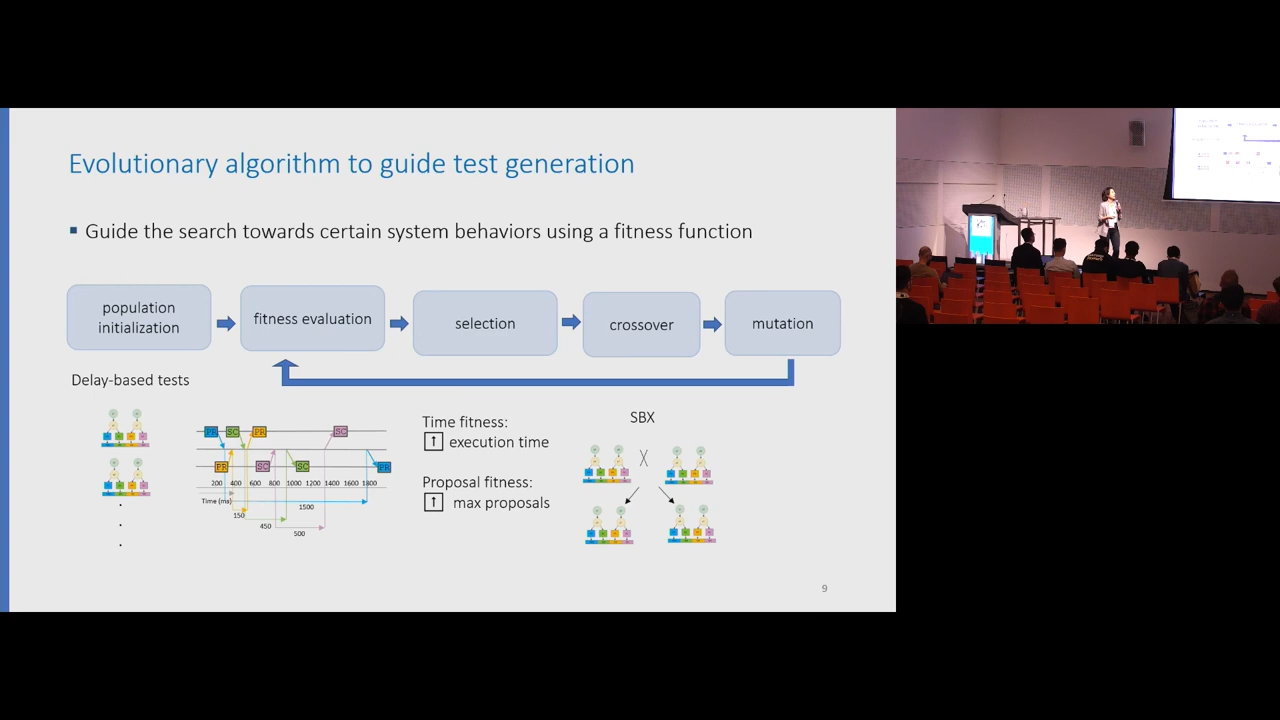 Evolutionary algorithm to guide test generation
Guide the search towards certain system behaviors using a fitness function
population
initialization
fitness evaluation
selection
crossover
mutation
Delay-based tests
PR SC PR SC
PR SC SC PR
200 400 600 800 1000 1200 1400 1600 1800
Time (ms)
1500
150
450
500
Time fitness:
↑ execution time
Proposal fitness:
↑ max proposals
SBX
9